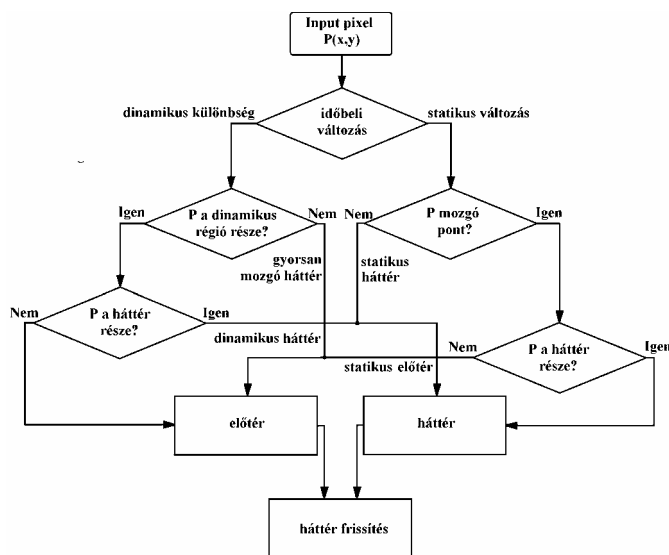 Input pixel
P(x,y)
dinamikus különbség
időbeli
változás
statikus változás
Igen
P a dinamikus
régió része?
Nem
Nem
P mozgó
pont?
Igen
gyorsan
mozgó háttér
statikus
háttér
Nem
P a háttér
része?
Igen
dinamikus háttér
Nem
P a háttér
része?
Igen
statikus előtér
előtér
háttér
háttér frissítés